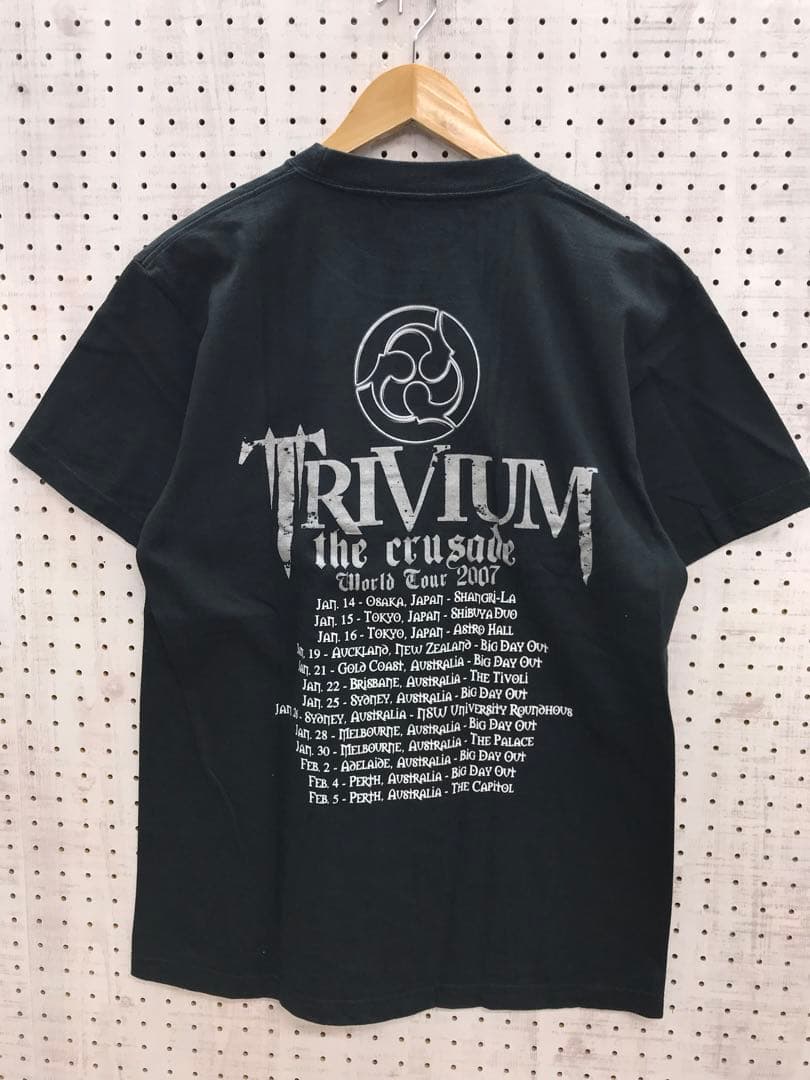 TRIVIUM
the crusade
World Tour 2007
Jan. 14 - Osaka, Japan - Shangri-La
Jan. 15 - Tokyo, Japan - Shibuya Duo
Jan. 16 - Tokyo, Japan - Astro Hall
Jan. 19 - Auckland, New Zealand - Big Day Out
Jan. 21 - Gold Coast, Australia - Big Day Out
Jan. 22 - Brisbane, Australia - The Tivoli
Jan. 25 - Sydney, Australia - Big Day Out
Jan. - Sydney, Australia - NSW University Roundhous
Jan. 28 - Melbourne, Australia - Big Day Out
Jan. 30 - Melbourne, Australia - The Palace
Feb. 2 - Adelaide, Australia - Big Day Out
Feb. 4 - Perth, Australia - Big Day Out
Feb. 5 - Perth, Australia - The Capitol